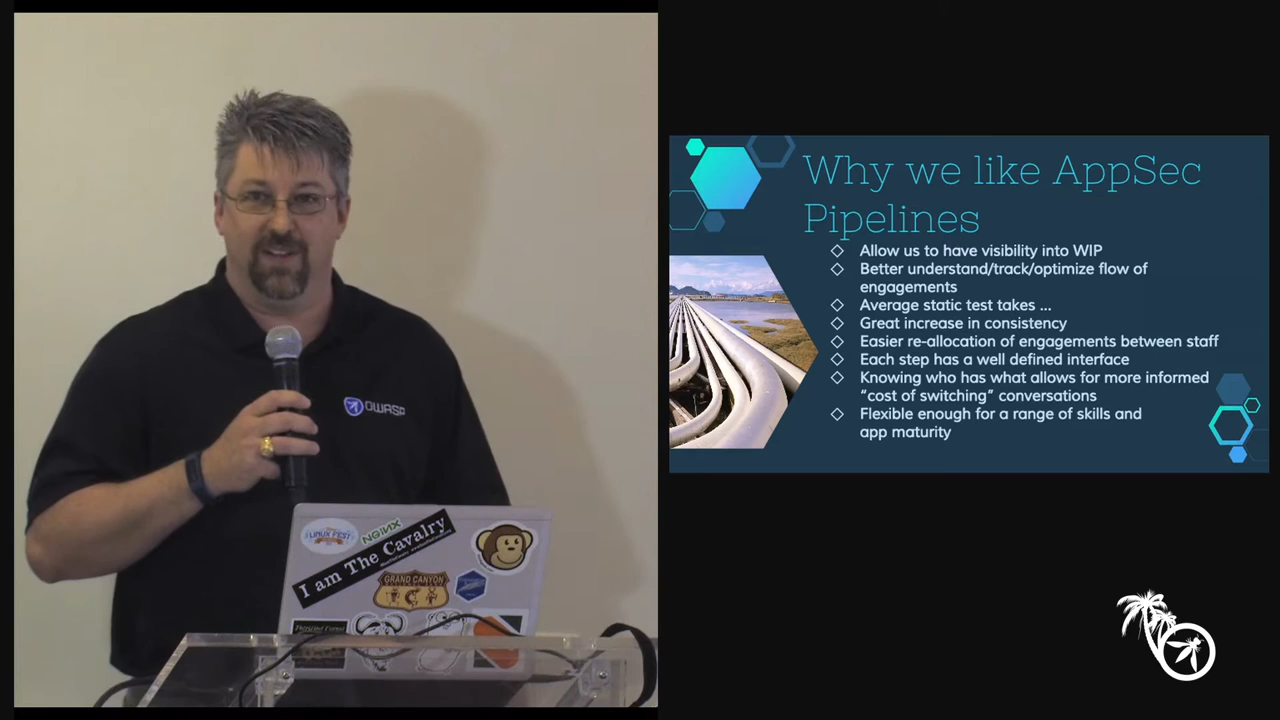 OWASP
LINUX FEST
NGINX
I am The Cavalry
GRAND CANYON
Why we like AppSec
Pipelines
Allow us to have visibility into WIP
Better understand/track/optimize flow of
engagements
Average static test takes ...
Great increase in consistency
Easier re-allocation of engagements between staff
Each step has a well defined interface
Knowing who has what allows for more informed
“cost of switching” conversations
Flexible enough for a range of skills and
app maturity